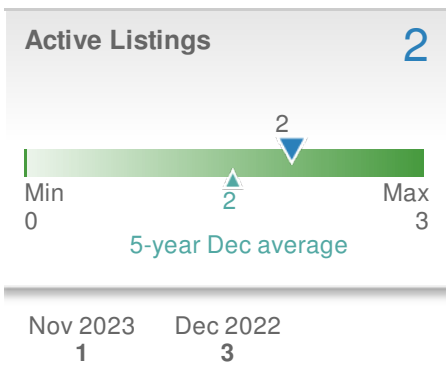 Active Listings 2
2
Min 2 Max
0 3
5-year Dec average
Nov 2023 Dec 2022
1 3